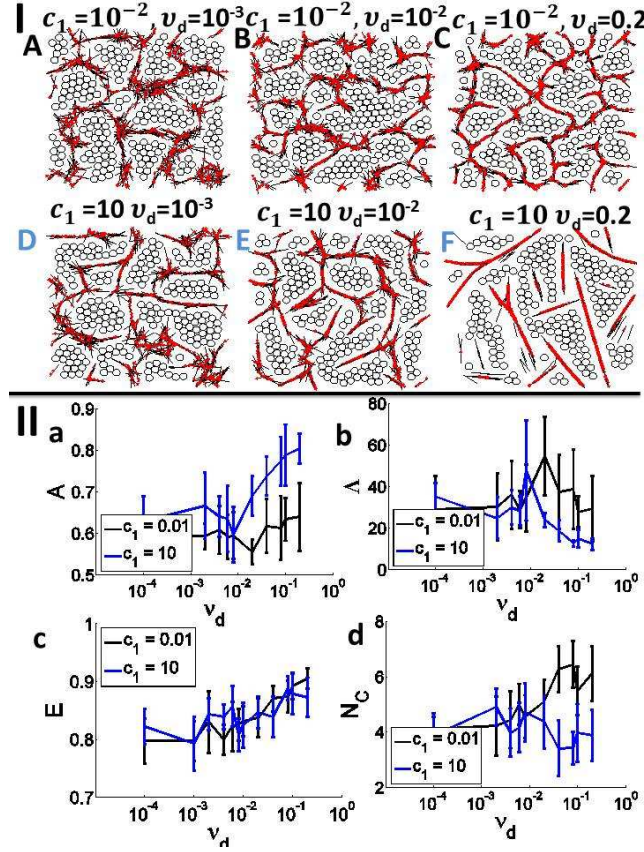 I
c₁ = 10⁻², υd=10⁻³ c₁ = 10⁻², υd=10⁻² c₁ = 10⁻², υd=0.2
A B C
c₁ =10 υd=10⁻³ c₁ =10 υd=10⁻² c₁ =10 υd=0.2
D E F
II
a
0.9
0.8
0.7
0.6
0.5
A
c₁ = 0.01
c₁ = 10
10⁻⁴ 10⁻³ 10⁻² 10⁻¹ 10⁰
νd
b
80
60
40
20
0
Λ
c₁ = 0.01
c₁ = 10
10⁻⁴ 10⁻³ 10⁻² 10⁻¹ 10⁰
νd
c
1
0.9
0.8
0.7
E
c₁ = 0.01
c₁ = 10
10⁻⁴ 10⁻³ 10⁻² 10⁻¹ 10⁰
νd
d
8
6
4
2
NC
c₁ = 0.01
c₁ = 10
10⁻⁴ 10⁻³ 10⁻² 10⁻¹ 10⁰
νd